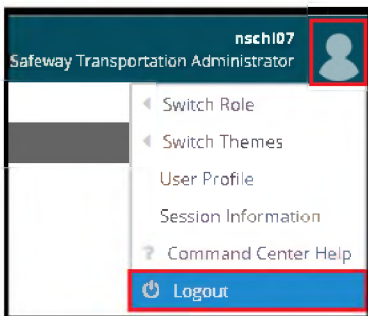 nschl07
Safeway Transportation Administrator
Switch Role
Switch Themes
User Profile
Session Information
? Command Center Help
Logout